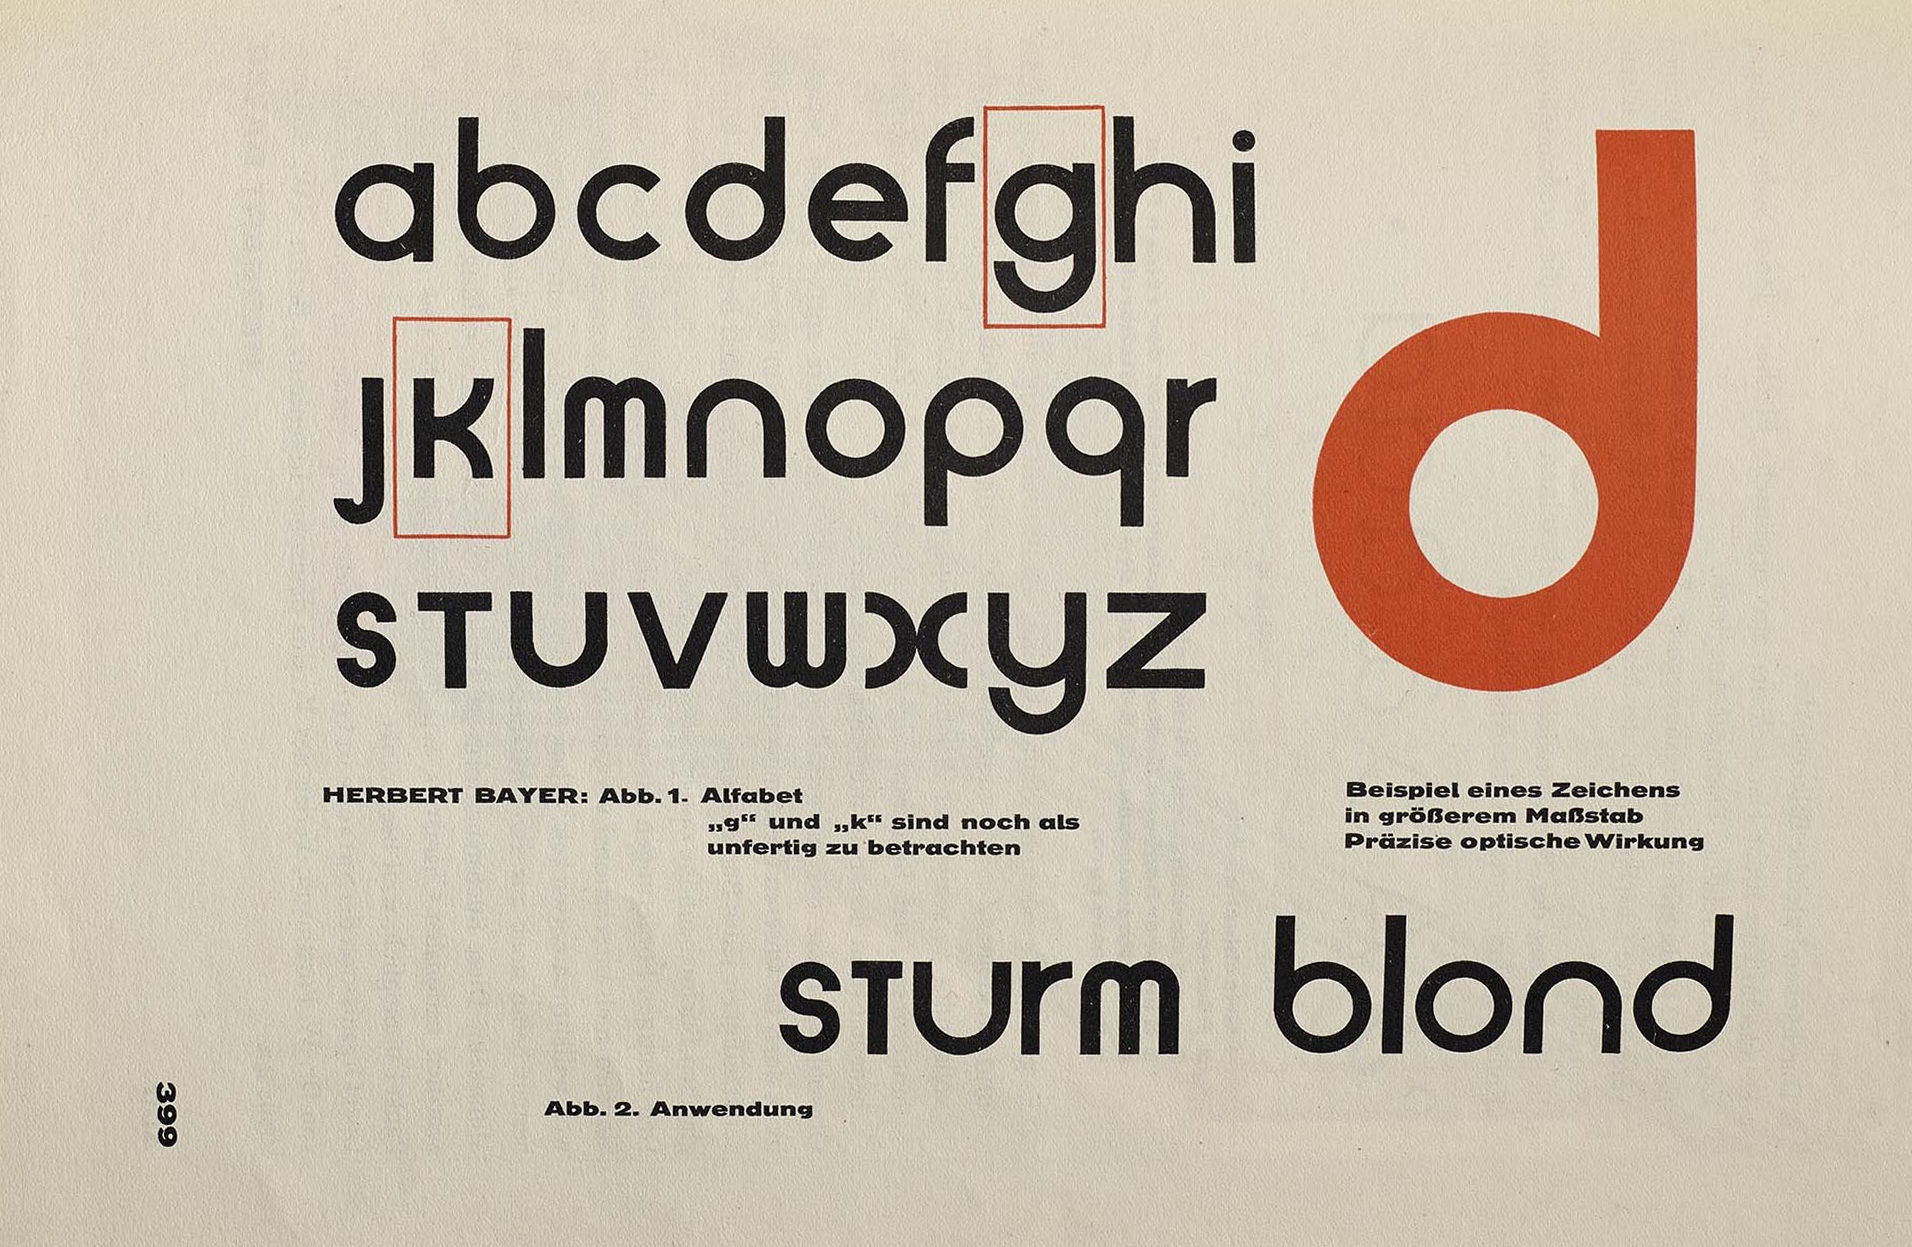 abcdefghi
jklmnopqr
stuvwxyz
d
HERBERT BAYER: Abb. 1. Alfabet
„g“ und „k“ sind noch als
unfertig zu betrachten
Beispiel eines Zeichens
in größerem Maßstab
Präzise optische Wirkung
sturm blond
Abb. 2. Anwendung
399